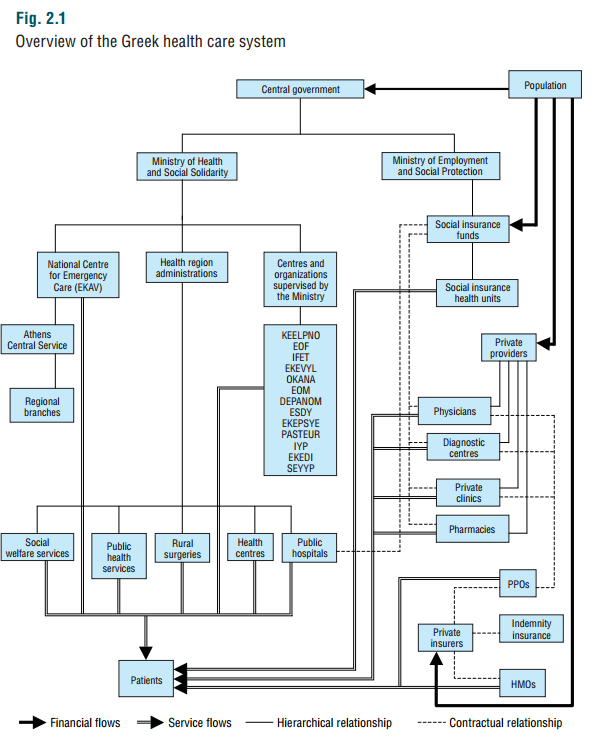 Fig. 2.1
Overview of the Greek health care system
Central government
Population
Ministry of Health
and Social Solidarity
Ministry of Employment
and Social Protection
Social insurance
funds
National Centre
for Emergency
Care (EKAV)
Health region
administrations
Centres and
organizations
supervised by
the Ministry
Social insurance
health units
Athens
Central Service
KEELPNO
EOF
IFET
EKEVYL
OKANA
EOM
DEPANOM
ESDY
EKEPSYE
PASTEUR
IYP
EKEDI
SEYYP
Private
providers
Regional
branches
Physicians
Diagnostic
centres
Private
clinics
Pharmacies
Social
welfare services
Public
health
services
Rural
surgeries
Health
centres
Public
hospitals
PPOs
Private
insurers
Indemnity
insurance
Patients
HMOs
Financial flows
Service flows
Hierarchical relationship
Contractual relationship